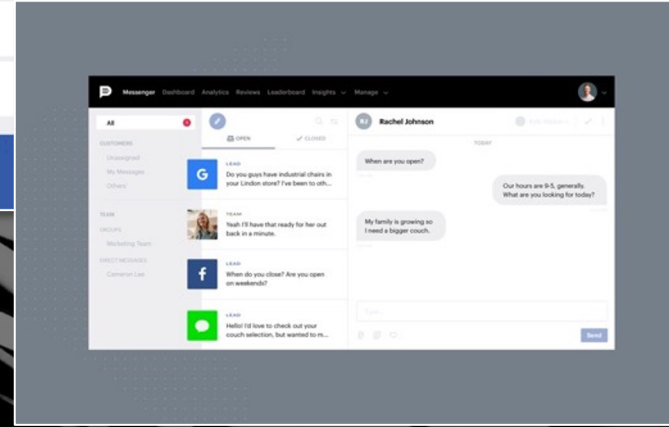 Messenger Dashboard Analytics Reviews Leaderboard Insights Manage
All
CUSTOMERS
Unassigned
My Messages
Others'
TEAM
GROUPS
Marketing Team
DIRECT MESSAGES
Cameron Lee
OPEN
CLOSED
LEAD
Do you guys have industrial chairs in
your Lindon store? I've been to oth...
TEAM
Yeah I'll have that ready for her out
back in a minute.
LEAD
When do you close? Are you open
on weekends?
LEAD
Hello! I'd love to check out your
couch selection, but wanted to m...
RJ Rachel Johnson
TODAY
When are you open?
Our hours are 9-5, generally.
What are you looking for today?
My family is growing so
I need a bigger couch.
Send